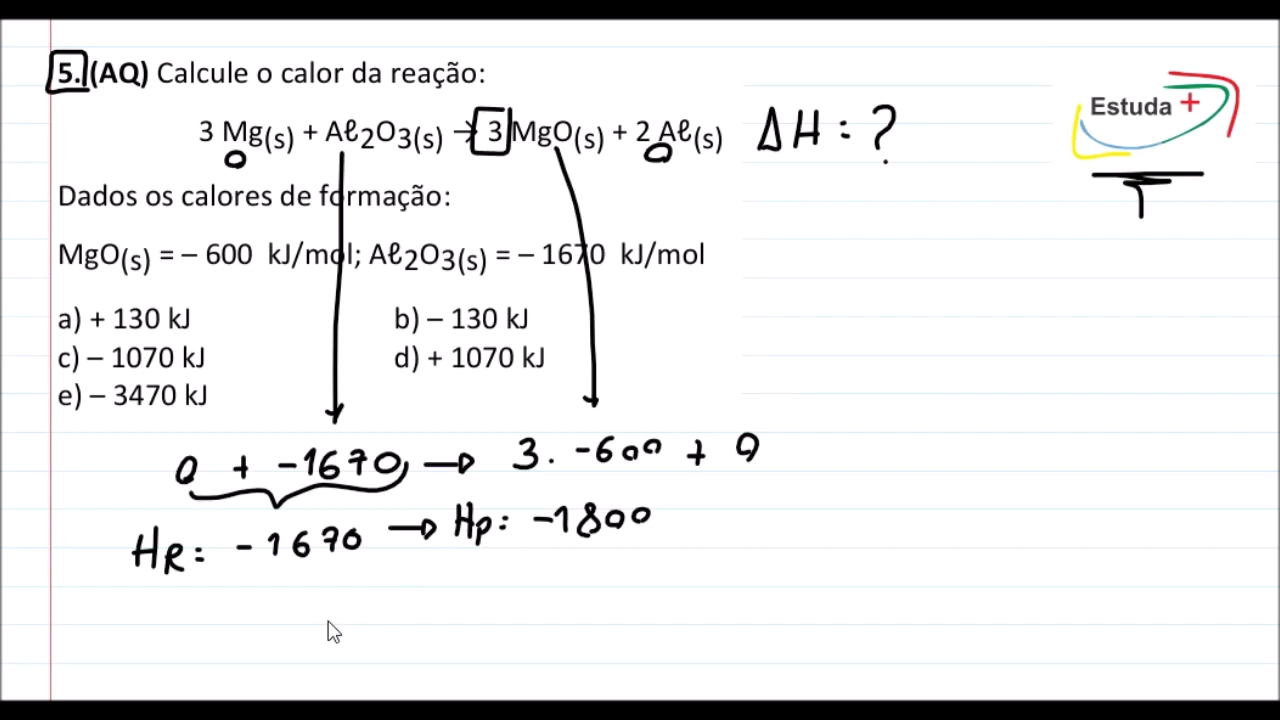 5. (AQ) Calcule o calor da reação:
3 Mg(s) + Aℓ2O3(s) → 3 MgO(s) + 2 Aℓ(s) ΔH : ?
O O
Estuda +
T
Dados os calores de formação:
MgO(s) = – 600 kJ/mol; Aℓ2O3(s) = – 1670 kJ/mol
a) + 130 kJ b) – 130 kJ
c) – 1070 kJ d) + 1070 kJ
e) – 3470 kJ
0 + -1670, → 3. -600 + 0
HR: -1670 → Hp: -1800